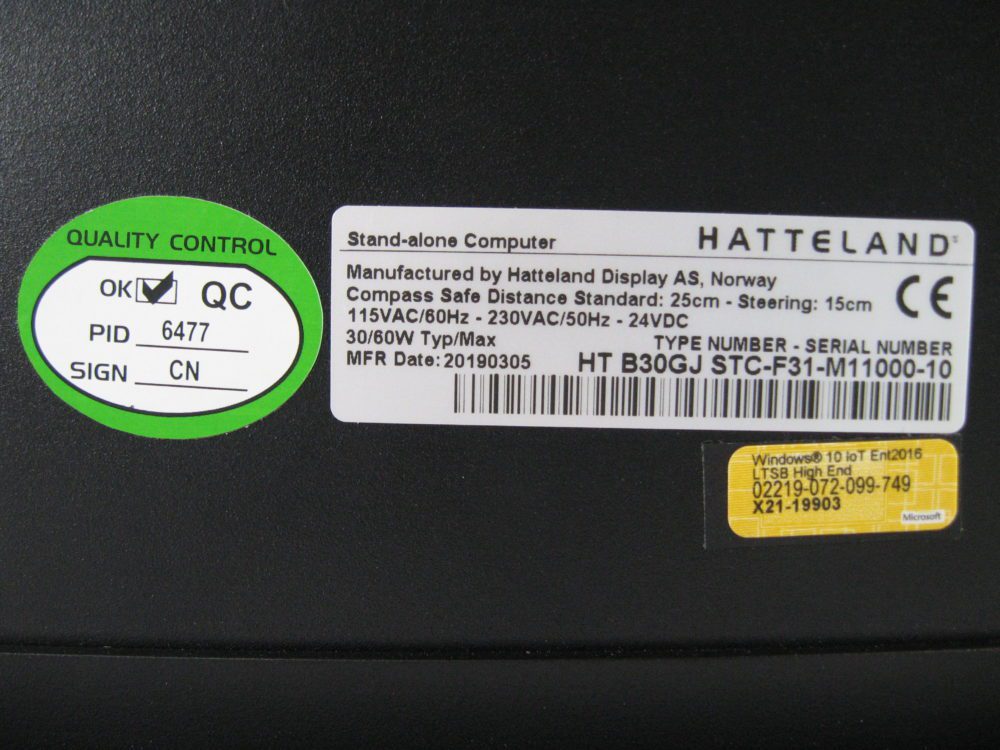 QUALITY CONTROL
OK QC
PID 6477
SIGN CN
Stand-alone Computer
HATTELAND
Manufactured by Hatteland Display AS, Norway
Compass Safe Distance Standard: 25cm - Steering: 15cm
115VAC/60Hz - 230VAC/50Hz - 24VDC
30/60W Typ/Max
MFR Date: 20190305
CE
TYPE NUMBER - SERIAL NUMBER
HT B30GJ STC-F31-M11000-10
Windows® 10 IoT Ent2016
LTSB High End
02219-072-099-749
X21-19903
Microsoft